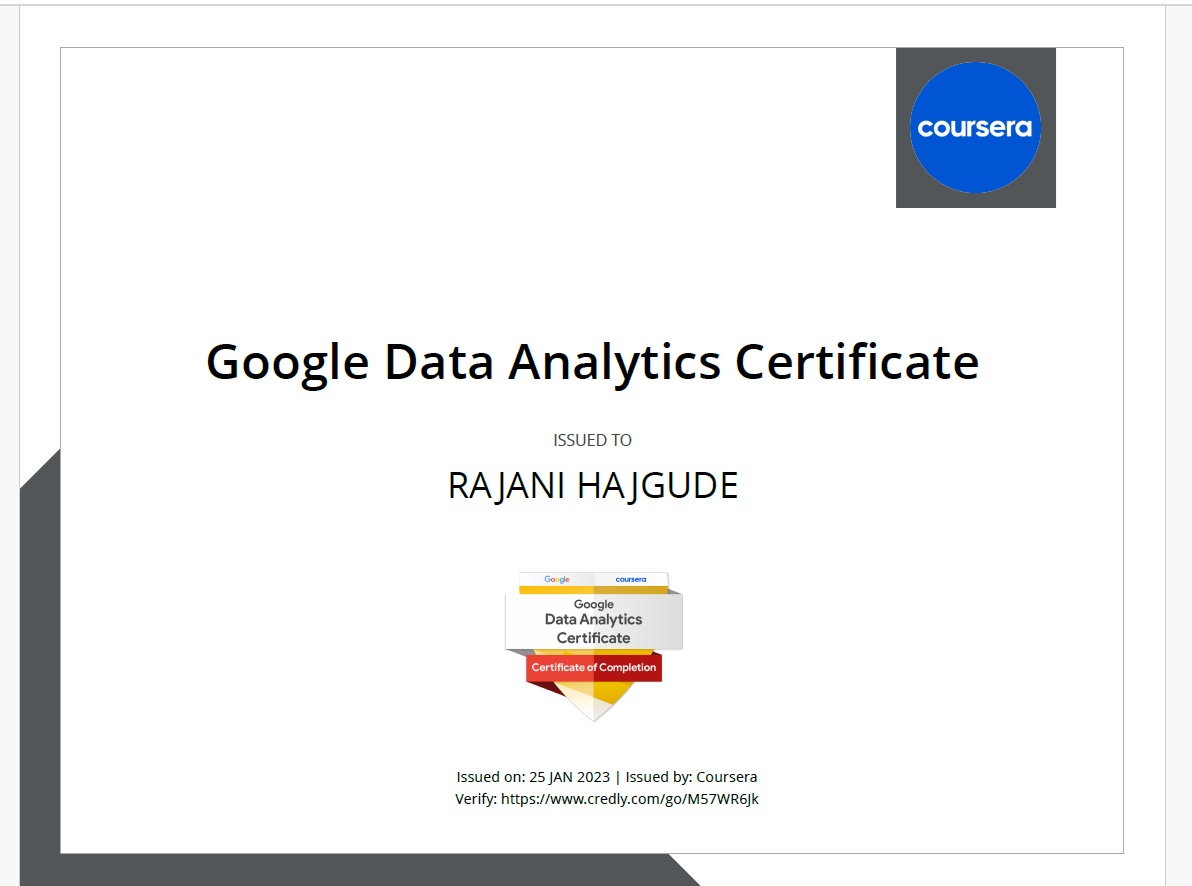 coursera
Google Data Analytics Certificate
ISSUED TO
RAJANI HAJGUDE
Google coursera
Google
Data Analytics
Certificate
Certificate of Completion
Issued on: 25 JAN 2023 | Issued by: Coursera
Verify: https://www.credly.com/go/M57WR6Jk